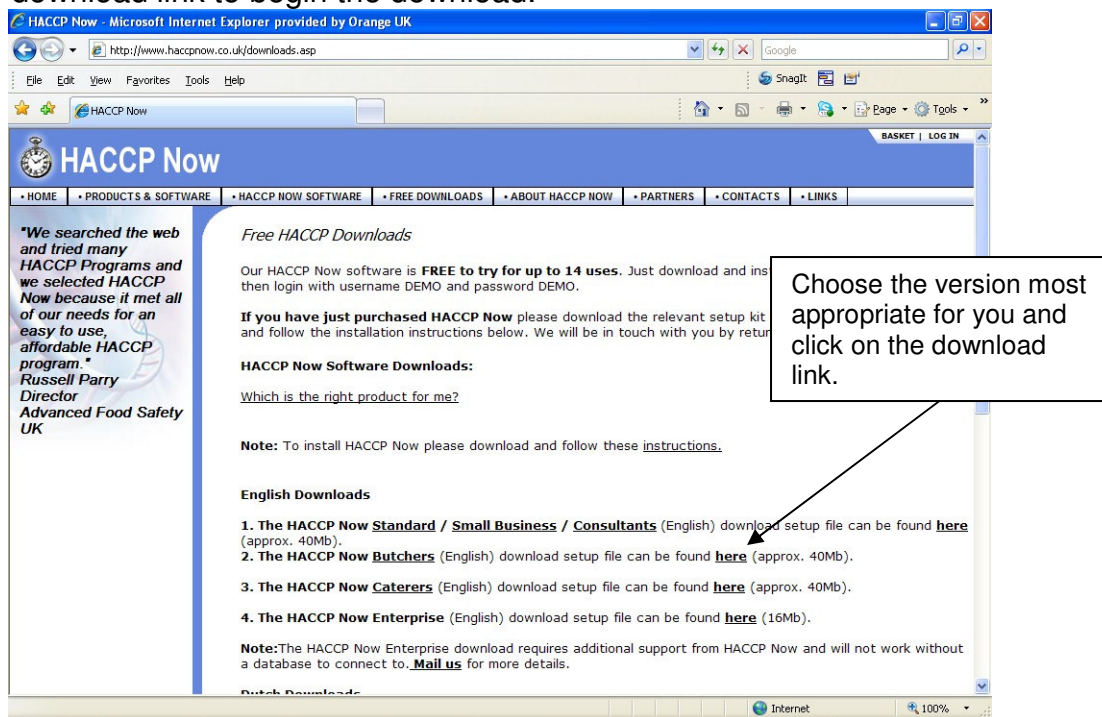 download link to begin the download.
HACCP Now - Microsoft Internet Explorer provided by Orange UK
http://www.haccpnow.co.uk/downloads.asp
Google
File Edit View Favorites Tools Help
SnagIt
HACCP Now
Page Tools
BASKET | LOG IN
HACCP Now
• HOME • PRODUCTS & SOFTWARE • HACCP NOW SOFTWARE • FREE DOWNLOADS • ABOUT HACCP NOW • PARTNERS • CONTACTS • LINKS
"We searched the web
and tried many
HACCP Programs and
we selected HACCP
Now because it met all
of our needs for an
easy to use,
affordable HACCP
program."
Russell Parry
Director
Advanced Food Safety
UK
Free HACCP Downloads
Our HACCP Now software is FREE to try for up to 14 uses. Just download and ins
then login with username DEMO and password DEMO.
If you have just purchased HACCP Now please download the relevant setup kit
and follow the installation instructions below. We will be in touch with you by retur
HACCP Now Software Downloads:
Which is the right product for me?
Note: To install HACCP Now please download and follow these instructions.
English Downloads
1. The HACCP Now Standard / Small Business / Consultants (English) download setup file can be found here
(approx. 40Mb).
2. The HACCP Now Butchers (English) download setup file can be found here (approx. 40Mb).
3. The HACCP Now Caterers (English) download setup file can be found here (approx. 40Mb).
4. The HACCP Now Enterprise (English) download setup file can be found here (16Mb).
Note:The HACCP Now Enterprise download requires additional support from HACCP Now and will not work without
a database to connect to. Mail us for more details.
Dutch Downloads
Choose the version most
appropriate for you and
click on the download
link.
Internet
100%